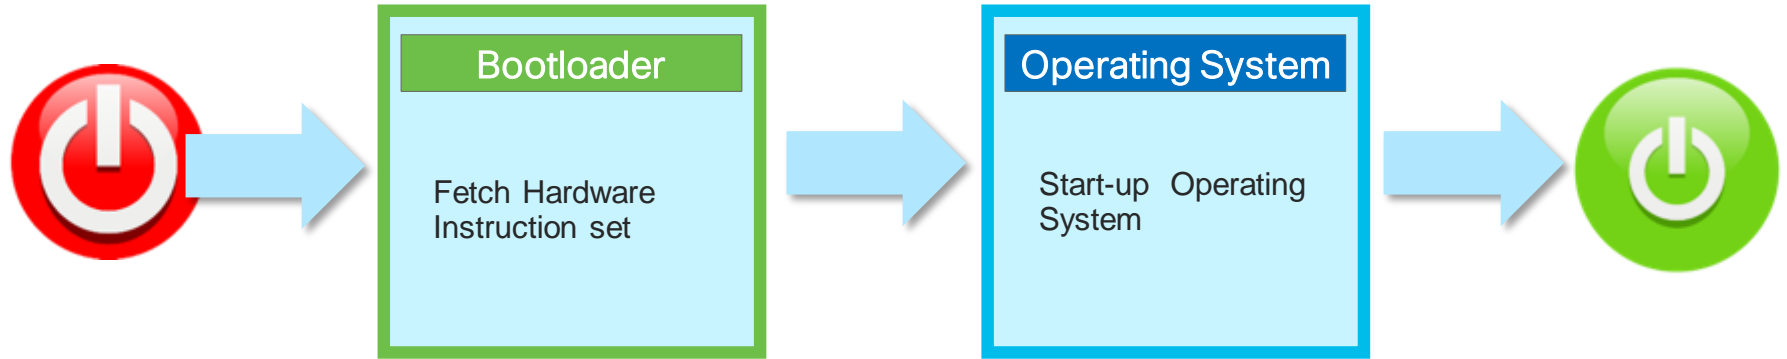 Bootloader
Fetch Hardware
Instruction set
Operating System
Start-up Operating
System